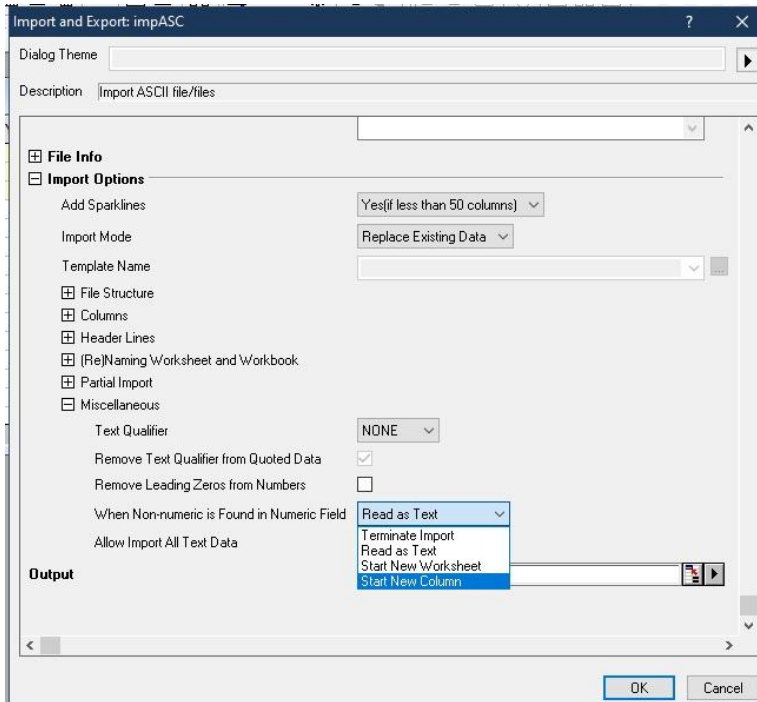 Import and Export: impASC ? ×
Dialog Theme
Description Import ASCII file/files
File Info
Import Options
Add Sparklines Yes(if less than 50 columns)
Import Mode Replace Existing Data
Template Name ...
File Structure
Columns
Header Lines
(Re)Naming Worksheet and Workbook
Partial Import
Miscellaneous
Text Qualifier NONE
Remove Text Qualifier from Quoted Data
Remove Leading Zeros from Numbers
When Non-numeric is Found in Numeric Field Read as Text
Terminate Import
Allow Import All Text Data Read as Text
Start New Worksheet
Output Start New Column
OK Cancel